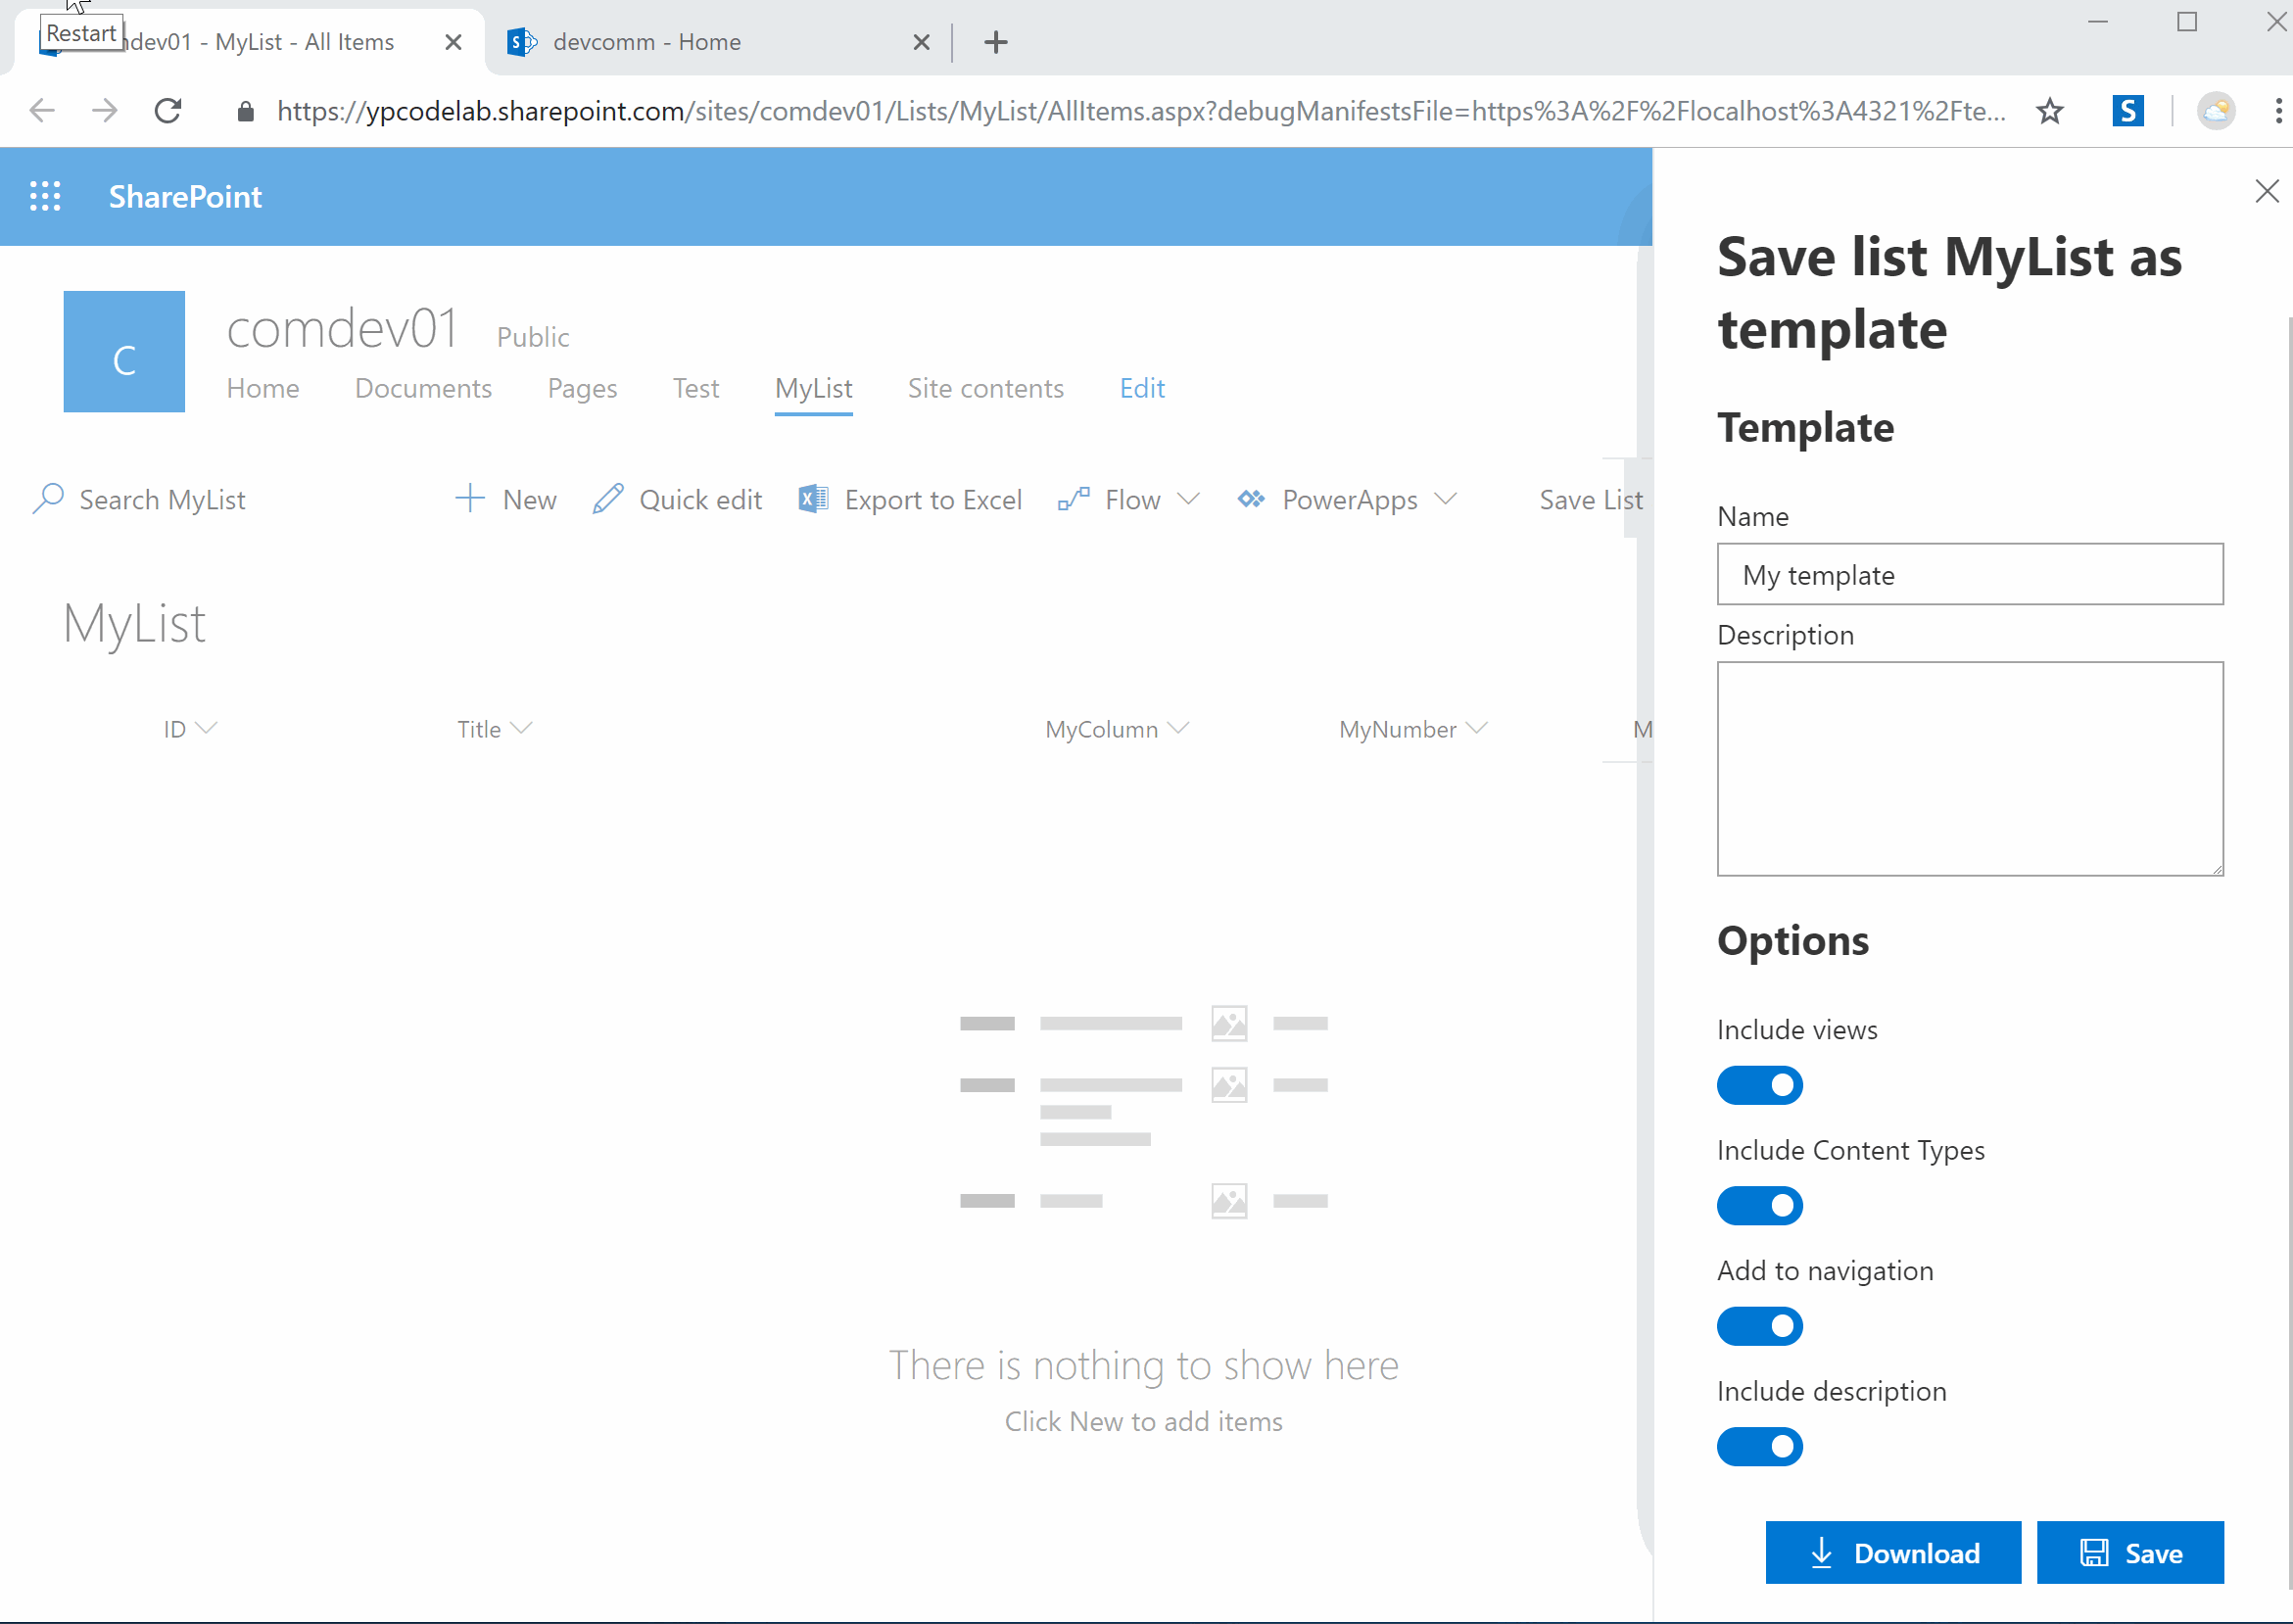 Restart
dev01 - MyList - All Items
devcomm - Home
https://ypcodelab.sharepoint.com/sites/comdev01/Lists/MyList/AllItems.aspx?debugManifestsFile=https%3A%2F%2Flocalhost%3A4321%2Fte...
S
SharePoint
C
comdev01 Public
Home Documents Pages Test MyList Site contents Edit
Search MyList New Quick edit Export to Excel Flow PowerApps Save List
MyList
ID Title MyColumn MyNumber M
There is nothing to show here
Click New to add items
Save list MyList as
template
Template
Name
My template
Description
Options
Include views
Include Content Types
Add to navigation
Include description
Download Save